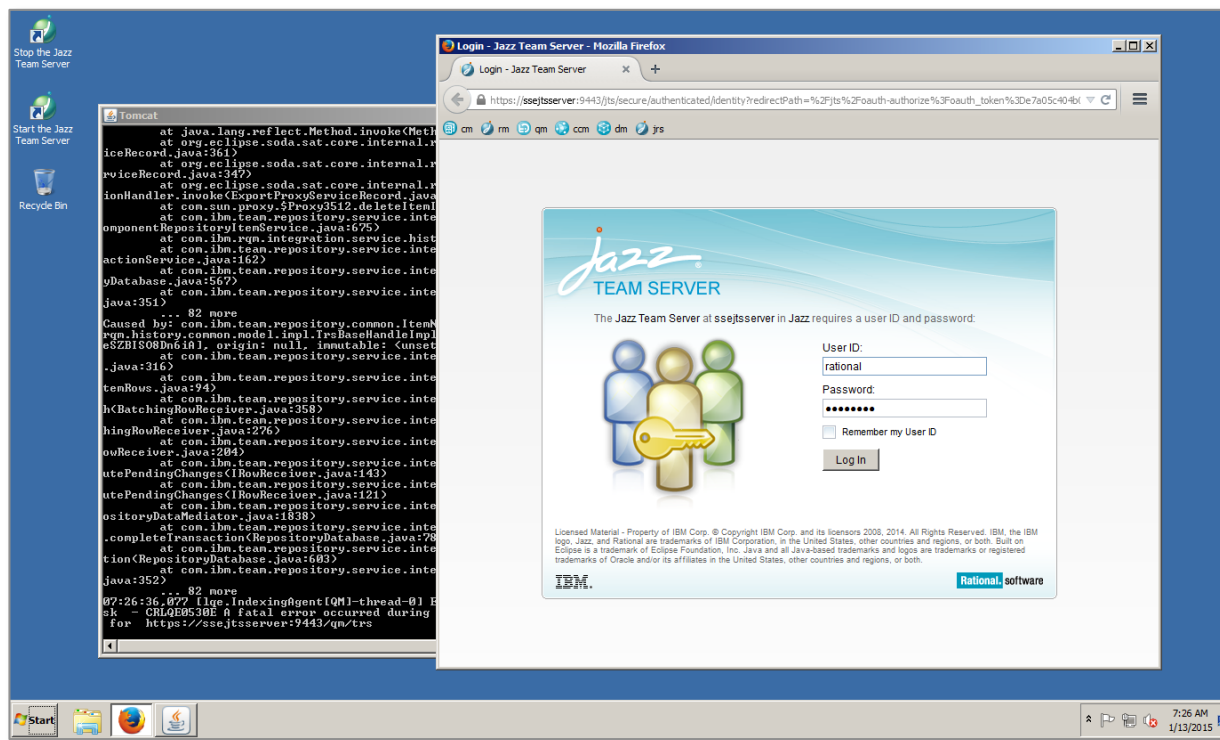 Stop the Jazz
Team Server
Start the Jazz
Team Server
Recycle Bin
Tomcat
at java.lang.reflect.Method.invoke(Meth
at org.eclipse.soda.sat.core.internal.r
iceRecord.java:361)
at org.eclipse.soda.sat.core.internal.r
rviceRecord.java:347)
at org.eclipse.soda.sat.core.internal.r
ionHandler.invoke(ExportProxyServiceRecord.java
at com.sun.proxy.$Proxy3512.deleteItemI
at com.ibm.team.repository.service.inte
omponentRepositoryItemService.java:675)
at com.ibm.rqm.integration.service.hist
at com.ibm.team.repository.service.inte
actionService.java:162)
at com.ibm.team.repository.service.inte
yDatabase.java:567)
at com.ibm.team.repository.service.inte
java:351)
... 82 more
Caused by: com.ibm.team.repository.common.ItemN
rqm.history.common.model.impl.TrsBaseHandleImpl
eSZBISO8Dn6iA], origin: null, immutable: <unset
at com.ibm.team.repository.service.inte
.java:316)
at com.ibm.team.repository.service.inte
temRows.java:94)
at com.ibm.team.repository.service.inte
h(BatchingRowReceiver.java:358)
at com.ibm.team.repository.service.inte
hingRowReceiver.java:276)
at com.ibm.team.repository.service.inte
owReceiver.java:204)
at com.ibm.team.repository.service.inte
utePendingChanges(IRowReceiver.java:143)
at com.ibm.team.repository.service.inte
utePendingChanges(IRowReceiver.java:121)
at com.ibm.team.repository.service.inte
ositoryDataMediator.java:1838)
at com.ibm.team.repository.service.inte
.completeTransaction(RepositoryDatabase.java:78
at com.ibm.team.repository.service.inte
tion(RepositoryDatabase.java:603)
at com.ibm.team.repository.service.inte
java:352)
... 82 more
07:26:36,077 [lqe.IndexingAgent[QM]-thread-0] E
sk - CRLQE0530E A fatal error occurred during
for https://ssejtsserver:9443/qm/trs
Login - Jazz Team Server - Mozilla Firefox
Login - Jazz Team Server
https://ssejtsserver:9443/jts/secure/authenticated/identity?redirectPath=%2Fjts%2Foauth-authorize%3Foauth_token%3De7a05c404b(
cm rm qm ccm dm jrs
jazz
TEAM SERVER
The Jazz Team Server at ssejtsserver in Jazz requires a user ID and password:
User ID:
rational
Password:
Remember my User ID
Log In
Licensed Material - Property of IBM Corp. © Copyright IBM Corp. and its licensors 2008, 2014. All Rights Reserved. IBM, the IBM
logo, Jazz, and Rational are trademarks of IBM Corporation, in the United States, other countries and regions, or both. Built on
Eclipse is a trademark of Eclipse Foundation, Inc. Java and all Java-based trademarks and logos are trademarks or registered
trademarks of Oracle and/or its affiliates in the United States, other countries and regions, or both.
IBM.
Rational. software
Start
7:26 AM
1/13/2015